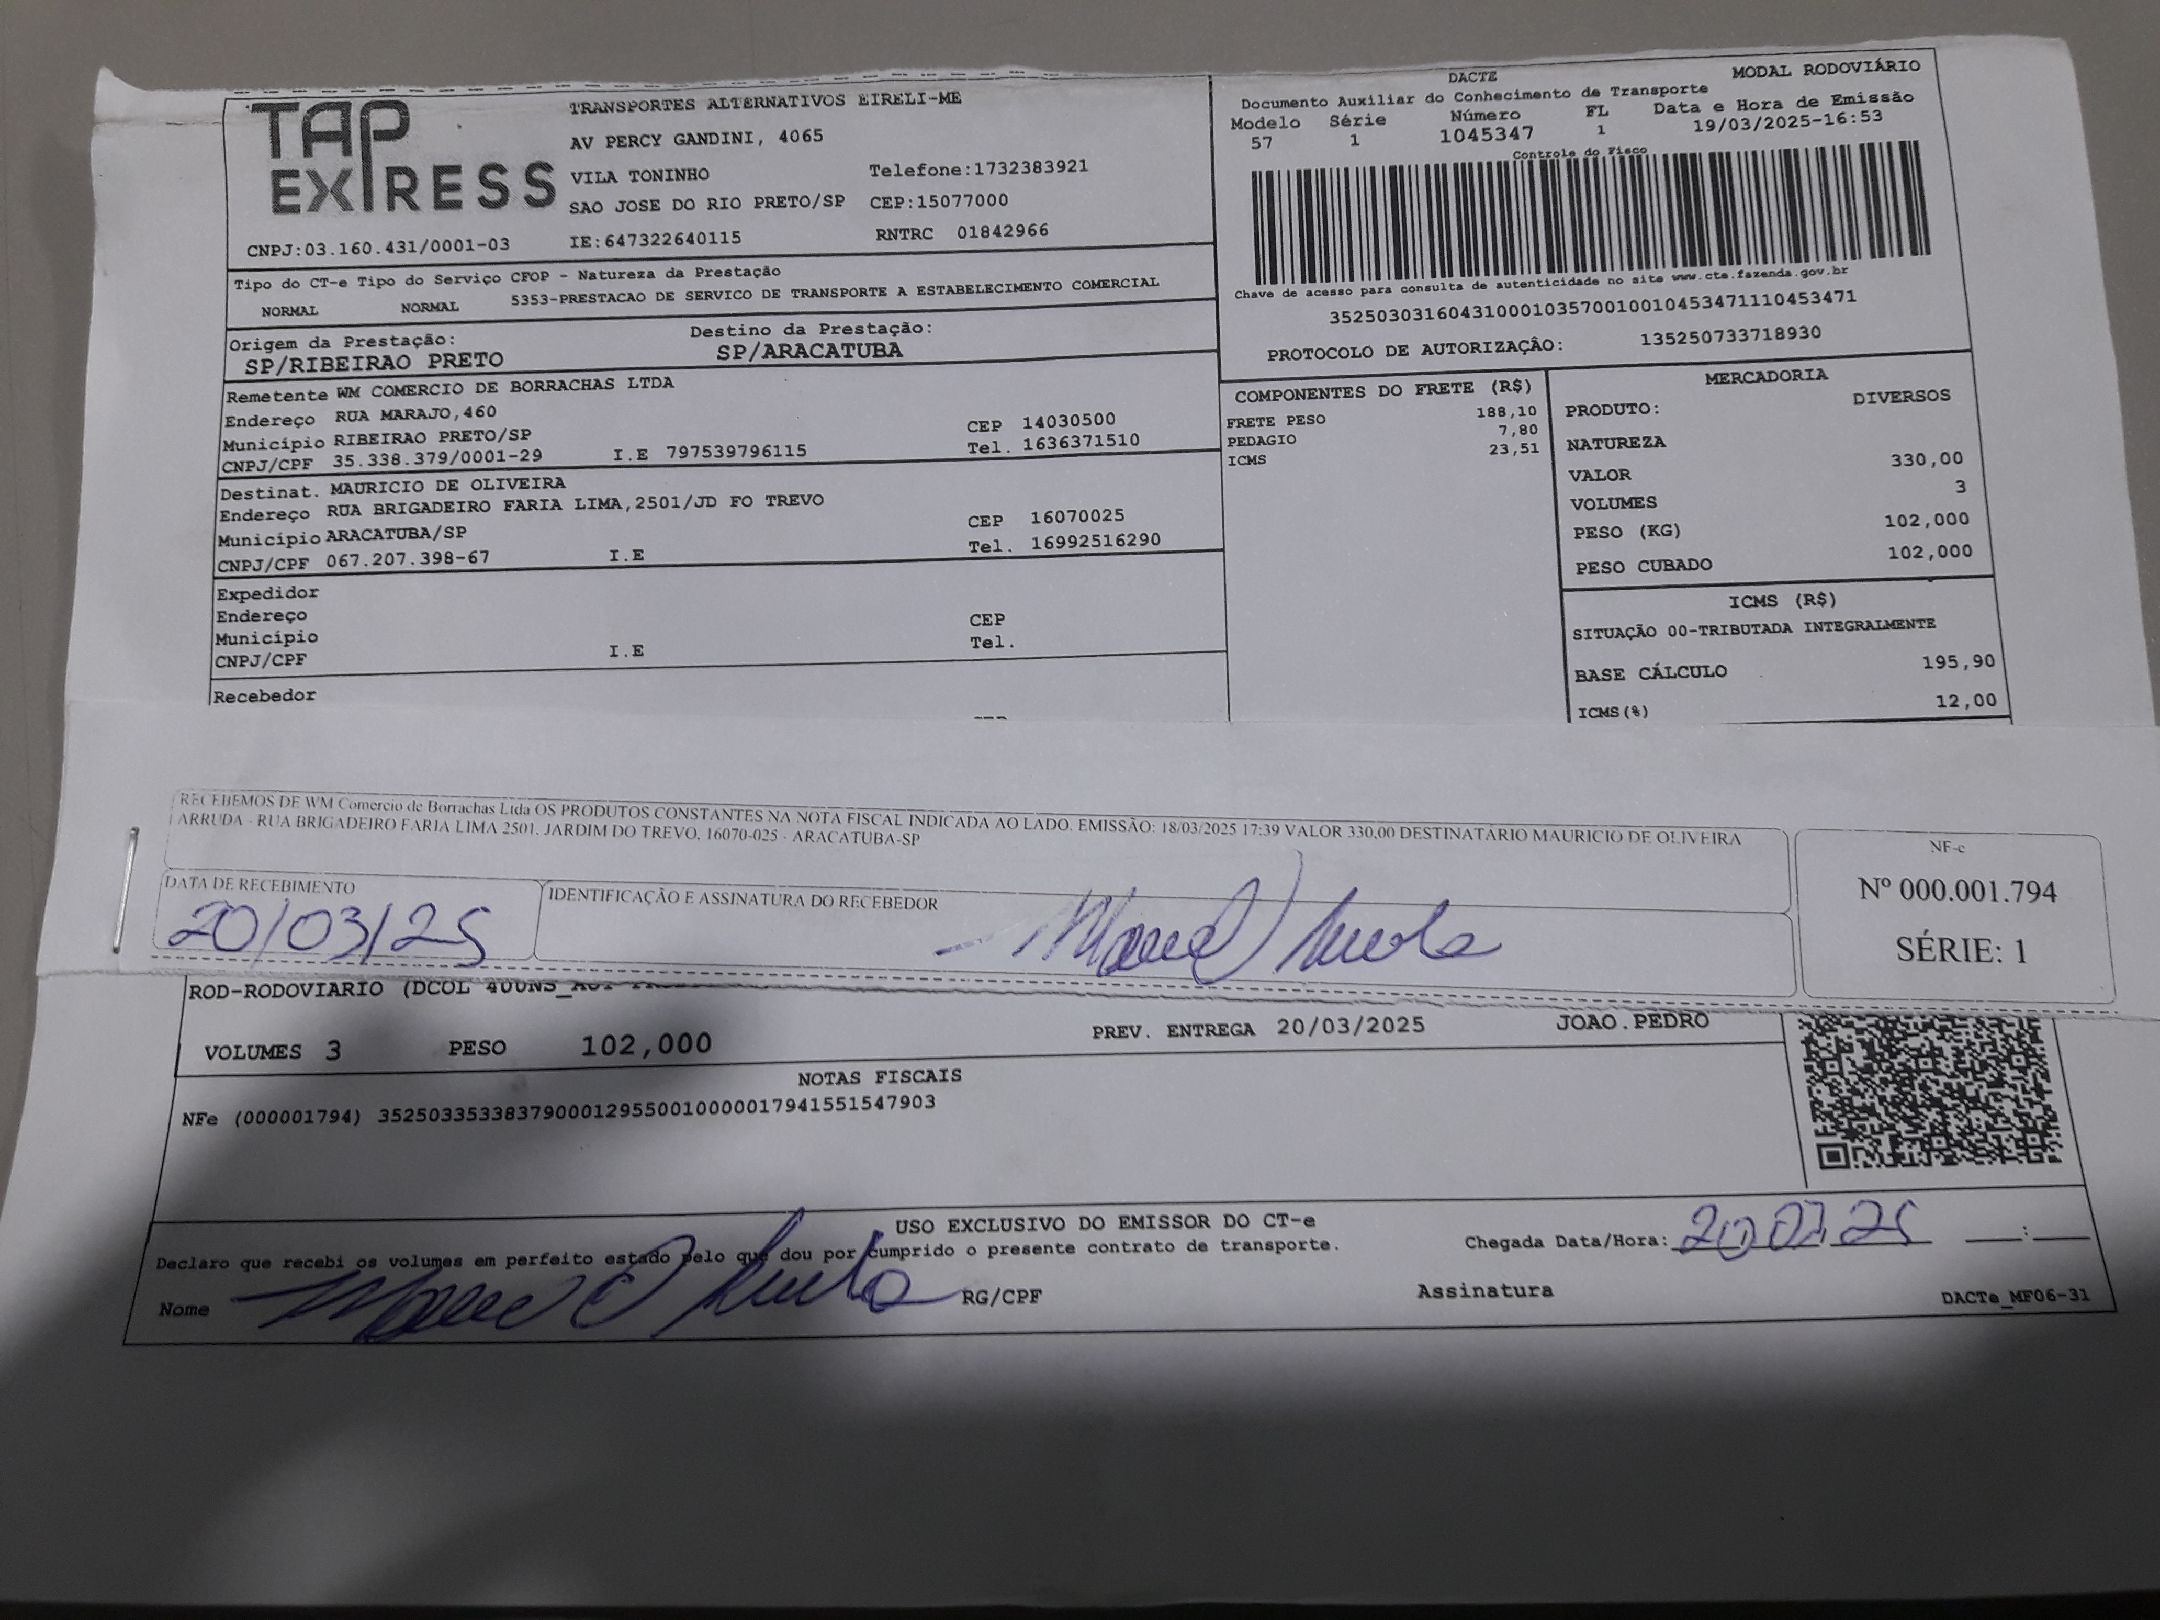 TAP EXPRESS
TRANSPORTES ALTERNATIVOS EIRELI-ME
AV PERCY GANDINI, 4065
VILA TONINHO Telefone:1732383921
SAO JOSE DO RIO PRETO/SP CEP:15077000
CNPJ:03.160.431/0001-03 IE:647322640115 RNTRC 01842966
DACTE MODAL RODOVIÁRIO
Documento Auxiliar do Conhecimento de Transporte
Modelo Série Número FL Data e Hora de Emissão
57 1 1045347 1 19/03/2025-16:53
Controle do Fisco
Chave de acesso para consulta de autenticidade no site www.cte.fazenda.gov.br
35250303160431000103570010010453471110453471
PROTOCOLO DE AUTORIZAÇÃO: 135250733718930
Tipo do CT-e Tipo do Serviço CFOP - Natureza da Prestação
NORMAL NORMAL 5353-PRESTACAO DE SERVICO DE TRANSPORTE A ESTABELECIMENTO COMERCIAL
Origem da Prestação: Destino da Prestação:
SP/RIBEIRAO PRETO SP/ARACATUBA
Remetente WM COMERCIO DE BORRACHAS LTDA
Endereço RUA MARAJO,460 CEP 14030500
Município RIBEIRAO PRETO/SP Tel. 1636371510
CNPJ/CPF 35.338.379/0001-29 I.E 797539796115
Destinat. MAURICIO DE OLIVEIRA
Endereço RUA BRIGADEIRO FARIA LIMA,2501/JD FO TREVO
Município ARACATUBA/SP CEP 16070025
CNPJ/CPF 067.207.398-67 I.E Tel. 16992516290
Expedidor
Endereço CEP
Município Tel.
CNPJ/CPF I.E
Recebedor
COMPONENTES DO FRETE (R$)
FRETE PESO 188,10
PEDAGIO 7,80
ICMS 23,51
MERCADORIA
PRODUTO: DIVERSOS
NATUREZA
VALOR 330,00
VOLUMES 3
PESO (KG) 102,000
PESO CUBADO 102,000
ICMS (R$)
SITUAÇÃO 00-TRIBUTADA INTEGRALMENTE
BASE CÁLCULO 195,90
ICMS(%) 12,00
RECEBEMOS DE WM Comercio de Borrachas Ltda OS PRODUTOS CONSTANTES NA NOTA FISCAL INDICADA AO LADO. EMISSÃO: 18/03/2025 17:39 VALOR 330,00 DESTINATÁRIO MAURICIO DE OLIVEIRA
ARRUDA - RUA BRIGADEIRO FARIA LIMA 2501, JARDIM DO TREVO, 16070-025 - ARACATUBA-SP
DATA DE RECEBIMENTO IDENTIFICAÇÃO E ASSINATURA DO RECEBEDOR
20/03/25
NF-e
Nº 000.001.794
SÉRIE: 1
ROD-RODOVIARIO
VOLUMES 3 PESO 102,000 PREV. ENTREGA 20/03/2025 JOAO.PEDRO
NOTAS FISCAIS
NFe (000001794) 35250335338379000129550010000017941551547903
USO EXCLUSIVO DO EMISSOR DO CT-e
Declaro que recebi os volumes em perfeito estado pelo que dou por cumprido o presente contrato de transporte. Chegada Data/Hora: __:__
Nome RG/CPF Assinatura
DACTe_MF06-31